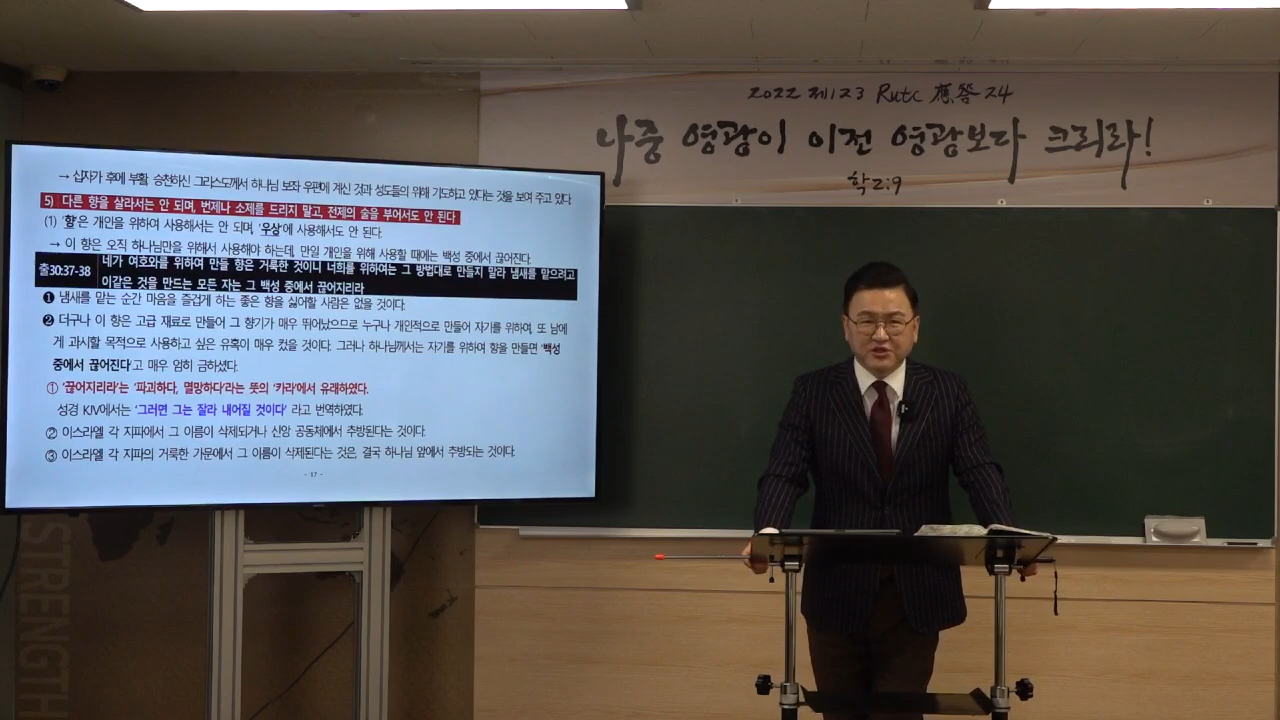 2022 제123 Rutc 應答 24
나중 영광이 이전 영광보다 크리라!
학2:9
→ 십자가 후에 부활, 승천하신 그리스도께서 하나님 보좌 우편에 계신 것과 성도들의 위해 기도하고 있다는 것을 보여 주고 있다.
5) 다른 향을 살라서는 안 되며, 번제나 소제를 드리지 말고, 전제의 술을 부어서도 안 된다
(1) '향'은 개인을 위하여 사용해서는 안 되며, '우상'에 사용해서도 안 된다.
→ 이 향은 오직 하나님만을 위해서 사용해야 하는데, 만일 개인을 위해 사용할 때에는 백성 중에서 끊어진다.
출30:37-38 네가 여호와를 위하여 만들 향은 거룩한 것이니 너희를 위하여는 그 방법대로 만들지 말라 냄새를 맡으려고
이같은 것을 만드는 모든 자는 그 백성 중에서 끊어지리라
❶ 냄새를 맡는 순간 마음을 즐겁게 하는 좋은 향을 싫어할 사람은 없을 것이다.
❷ 더구나 이 향은 고급 재료로 만들어 그 향기가 매우 뛰어났으므로 누구나 개인적으로 만들어 자기를 위하여, 또 남에
게 과시할 목적으로 사용하고 싶은 유혹이 매우 컸을 것이다. 그러나 하나님께서는 자기를 위하여 향을 만들면 '백성
중에서 끊어진다'고 매우 엄히 금하셨다.
① '끊어지리라'는 '파괴하다, 멸망하다'라는 뜻의 '카라'에서 유래하였다.
성경 KJV에서는 '그러면 그는 잘라 내어질 것이다' 라고 번역하였다.
② 이스라엘 각 지파에서 그 이름이 삭제되거나 신앙 공동체에서 추방된다는 것이다.
③ 이스라엘 각 지파의 거룩한 가문에서 그 이름이 삭제된다는 것은, 결국 하나님 앞에서 추방되는 것이다.
- 17 -
STRENGTH